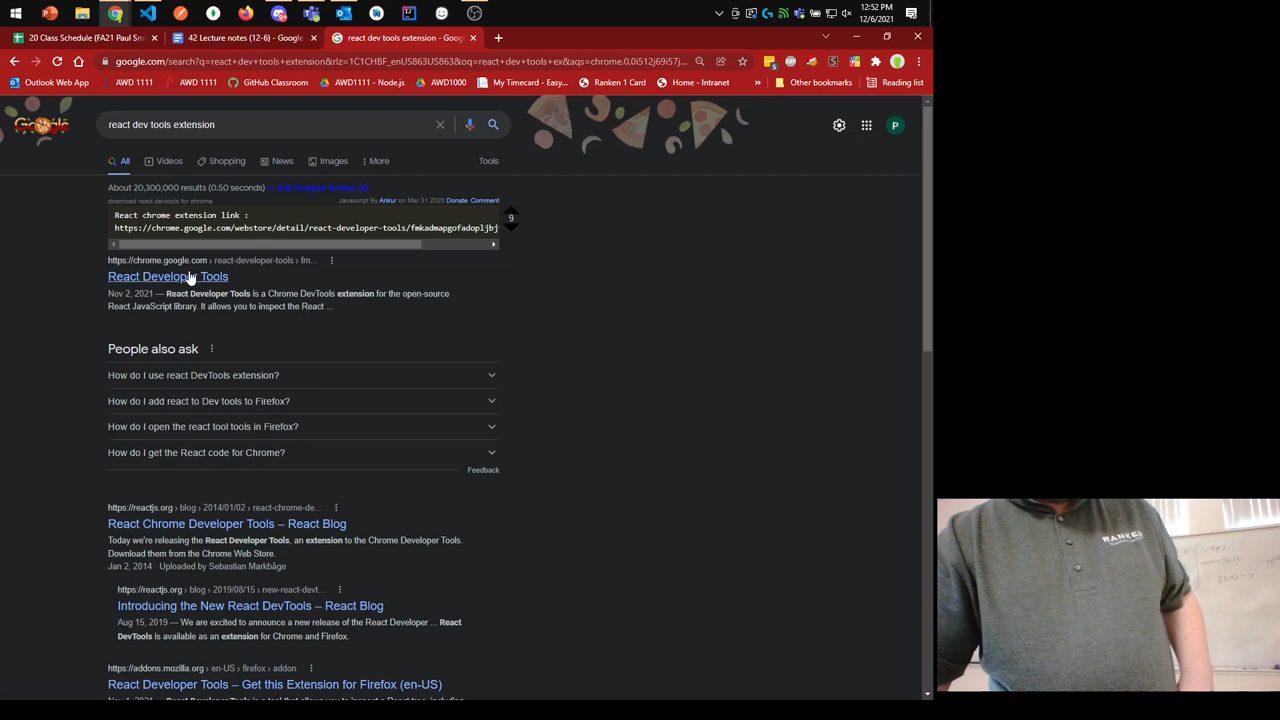 12:52 PM
12/6/2021
20 Class Schedule (FA21 Paul Sm
42 Lecture notes (12-6) - Google
react dev tools extension - Goog
google.com/search?q=react+dev+tools+extension&rlz=1C1CHBF_enUS863US863&oq=react+dev+tools+ex&aqs=chrome.0.0i512j69i57j...
Outlook Web App
AWD 1111
AWD 1111
GitHub Classroom
AWD1111 - Node.js
AWD1000
My Timecard - Easy...
Ranken 1 Card
Home - Intranet
»
Other bookmarks
Reading list
Google
react dev tools extension
P
All
Videos
Shopping
News
Images
More
Tools
About 20,300,000 results (0.50 seconds)
download react devtools for chrome
Javascript By Ankur on Mar 31 2020 Donate Comment
React chrome extension link :
https://chrome.google.com/webstore/detail/react-developer-tools/fmkadmapgofadopljbj
9
https://chrome.google.com › react-developer-tools › fm...
React Developer Tools
Nov 2, 2021 — React Developer Tools is a Chrome DevTools extension for the open-source
React JavaScript library. It allows you to inspect the React ...
People also ask
How do I use react DevTools extension?
How do I add react to Dev tools to Firefox?
How do I open the react tool tools in Firefox?
How do I get the React code for Chrome?
Feedback
https://reactjs.org › blog › 2014/01/02 › react-chrome-de...
React Chrome Developer Tools – React Blog
Today we're releasing the React Developer Tools, an extension to the Chrome Developer Tools.
Download them from the Chrome Web Store.
Jan 2, 2014 · Uploaded by Sebastian Markbåge
https://reactjs.org › blog › 2019/08/15 › new-react-devt...
Introducing the New React DevTools – React Blog
Aug 15, 2019 — We are excited to announce a new release of the React Developer ... React
DevTools is available as an extension for Chrome and Firefox.
https://addons.mozilla.org › en-US › firefox › addon
React Developer Tools – Get this Extension for Firefox (en-US)
RANKE